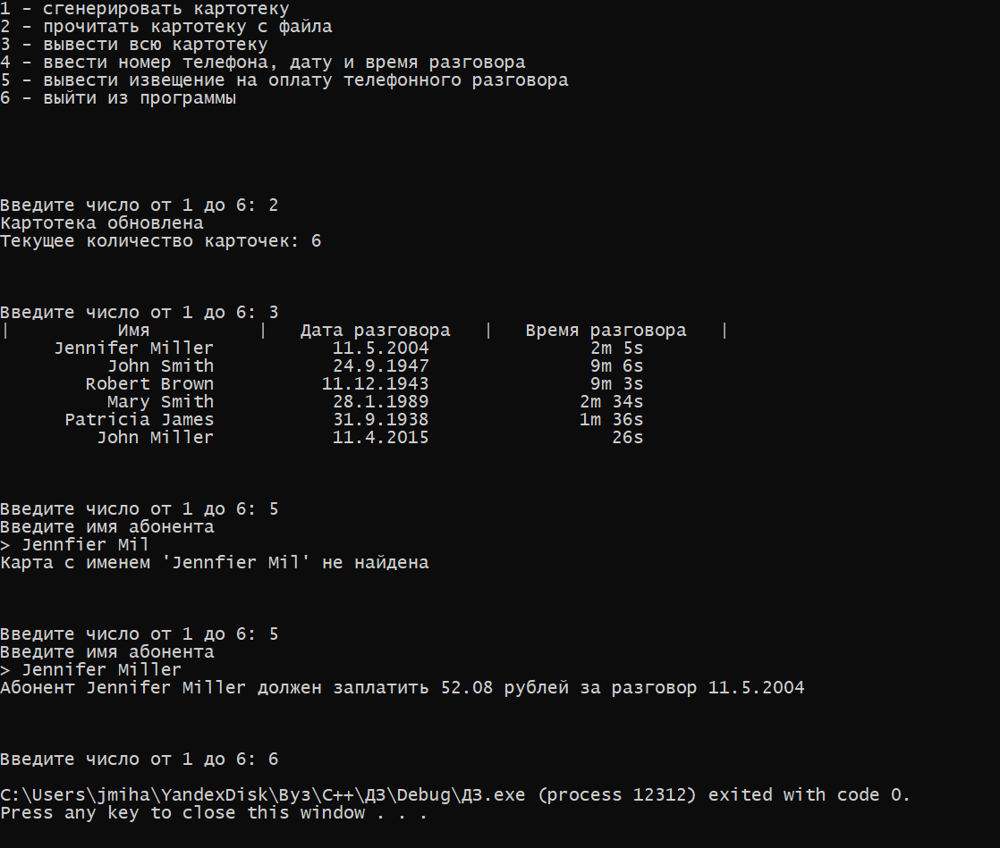 1 - сгенерировать картотеку
2 - прочитать картотеку с файла
3 - вывести всю картотеку
4 - ввести номер телефона, дату и время разговора
5 - вывести извещение на оплату телефонного разговора
6 - выйти из программы
Введите число от 1 до 6: 2
Картотека обновлена
Текущее количество карточек: 6
Введите число от 1 до 6: 3
| Имя | Дата разговора | Время разговора |
Jennifer Miller 11.5.2004 2m 5s
John Smith 24.9.1947 9m 6s
Robert Brown 11.12.1943 9m 3s
Mary Smith 28.1.1989 2m 34s
Patricia James 31.9.1938 1m 36s
John Miller 11.4.2015 26s
Введите число от 1 до 6: 5
Введите имя абонента
> Jennfier Mil
Карта с именем 'Jennfier Mil' не найдена
Введите число от 1 до 6: 5
Введите имя абонента
> Jennifer Miller
Абонент Jennifer Miller должен заплатить 52.08 рублей за разговор 11.5.2004
Введите число от 1 до 6: 6
C:\Users\jmiha\YandexDisk\Вуз\C++\ДЗ\Debug\ДЗ.exe (process 12312) exited with code 0.
Press any key to close this window . . .